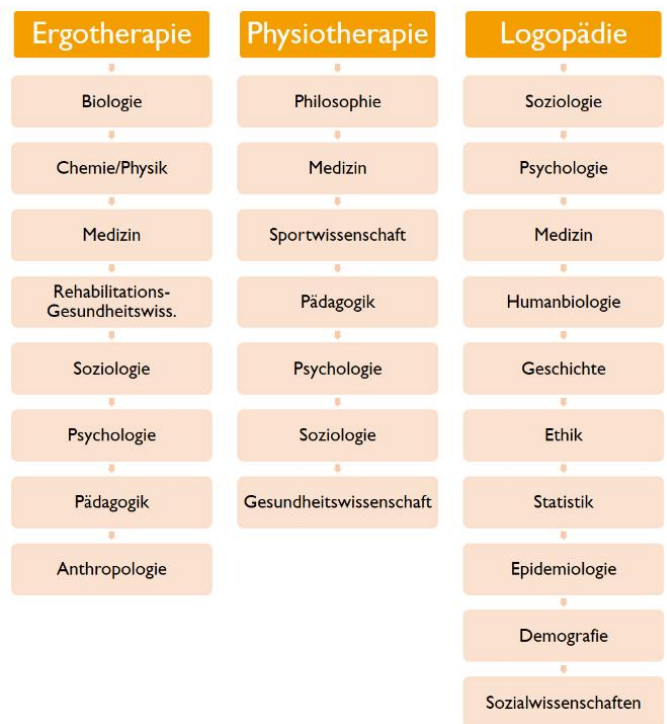 Ergotherapie
Biologie
Chemie/Physik
Medizin
Rehabilitations-
Gesundheitswiss.
Soziologie
Psychologie
Pädagogik
Anthropologie
Physiotherapie
Philosophie
Medizin
Sportwissenschaft
Pädagogik
Psychologie
Soziologie
Gesundheitswissenschaft
Logopädie
Soziologie
Psychologie
Medizin
Humanbiologie
Geschichte
Ethik
Statistik
Epidemiologie
Demografie
Sozialwissenschaften